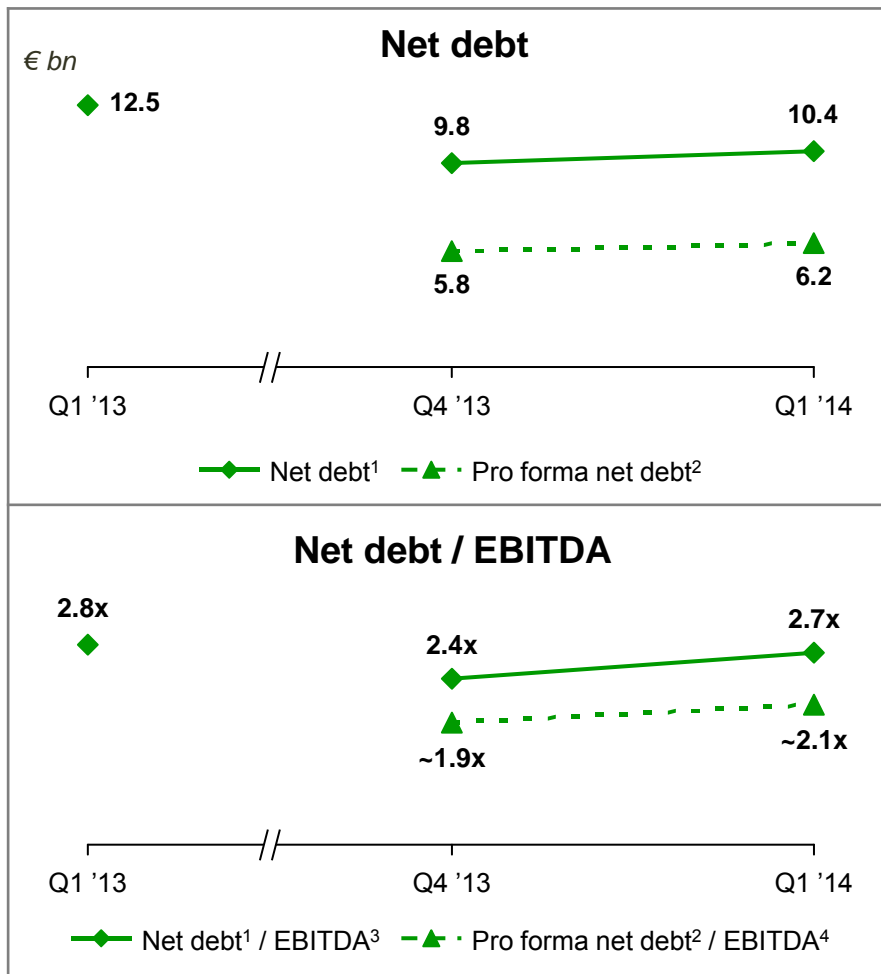 Net debt
€ bn
12.5
9.8
10.4
5.8
6.2
Q1 ’13
Q4 ’13
Q1 ’14
Net debt¹
Pro forma net debt²
Net debt / EBITDA
2.8x
2.4x
2.7x
~1.9x
~2.1x
Q1 ’13
Q4 ’13
Q1 ’14
Net debt¹ / EBITDA³
Pro forma net debt² / EBITDA⁴